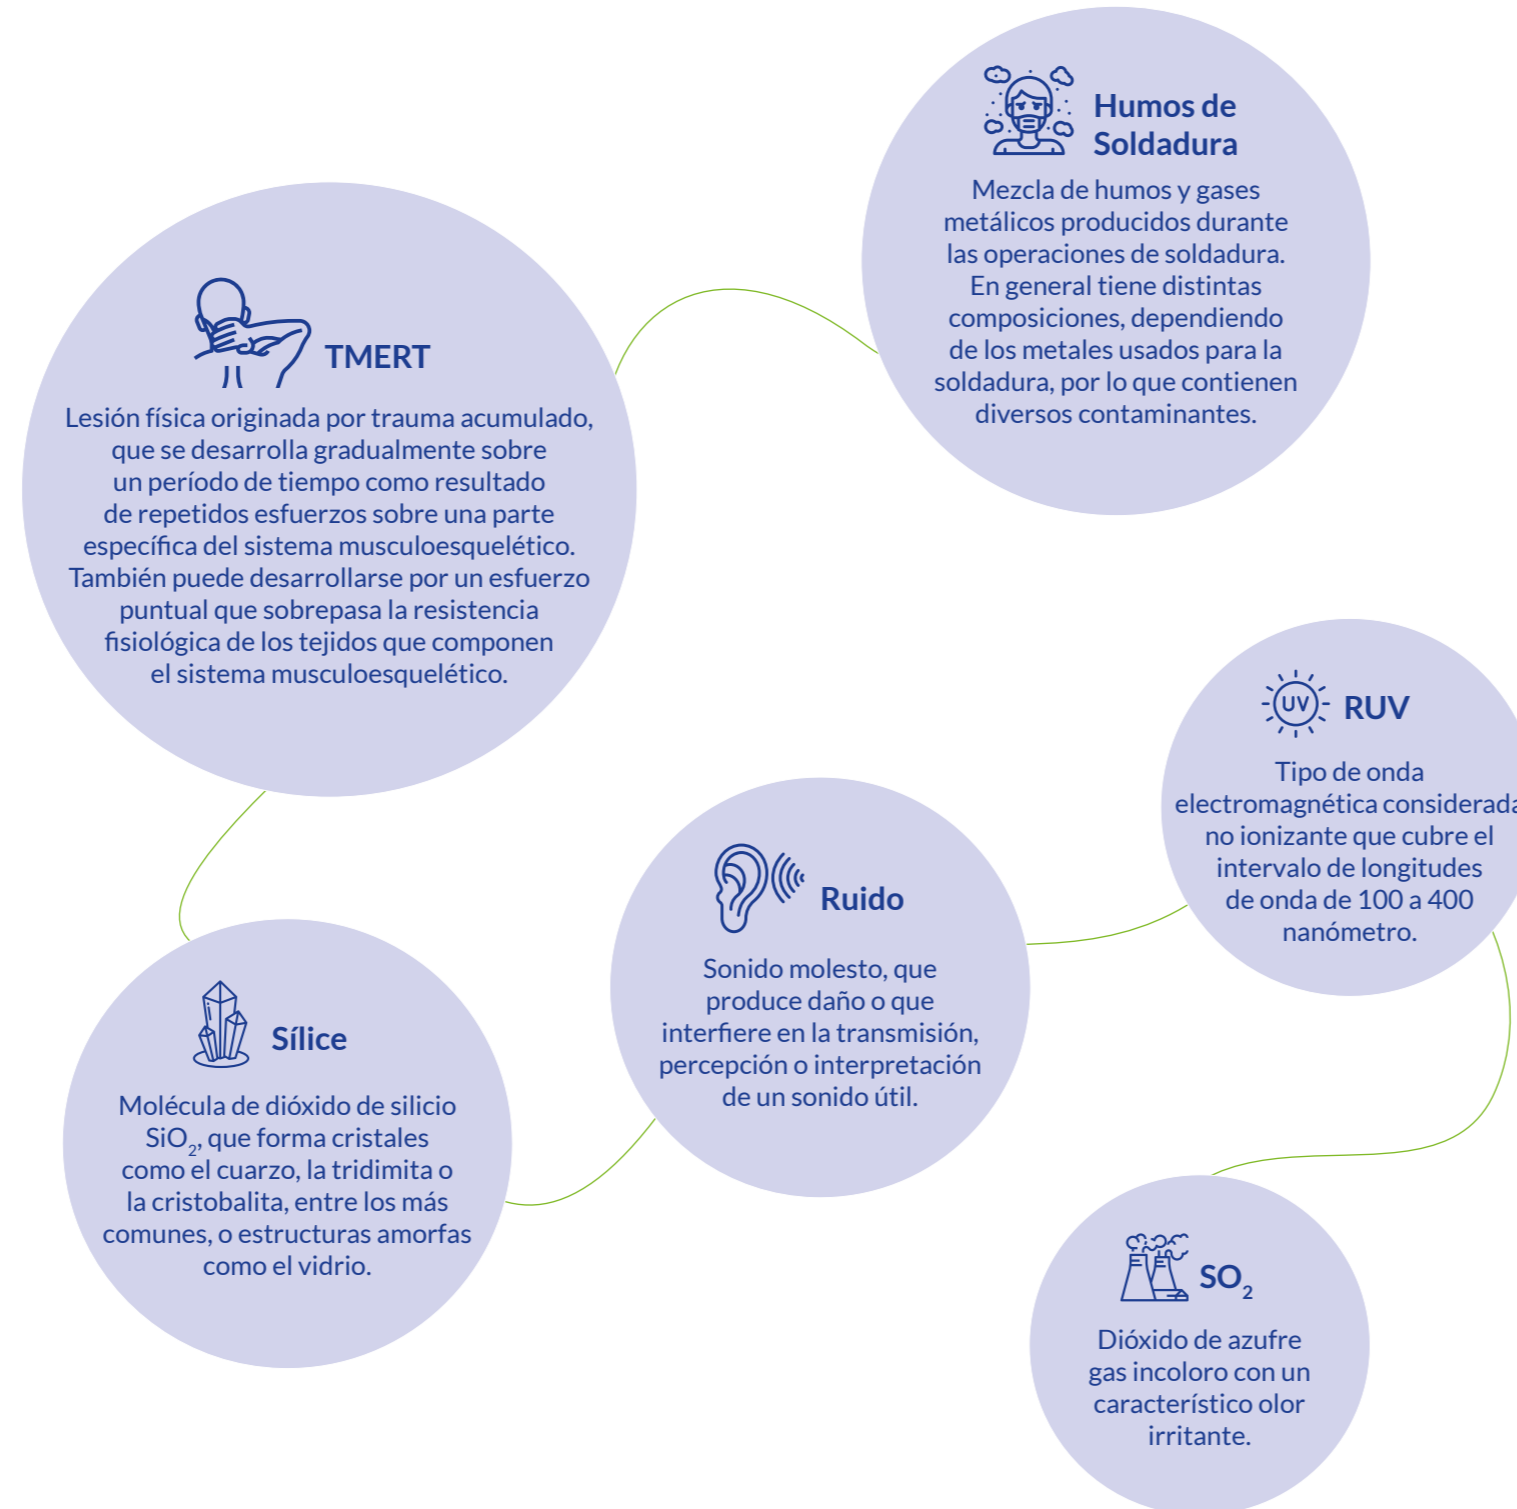 Humos de
Soldadura
Mezcla de humos y gases
metálicos producidos durante
las operaciones de soldadura.
En general tiene distintas
composiciones, dependiendo
de los metales usados para la
soldadura, por lo que contienen
diversos contaminantes.
TMERT
Lesión física originada por trauma acumulado,
que se desarrolla gradualmente sobre
un período de tiempo como resultado
de repetidos esfuerzos sobre una parte
específica del sistema musculoesquelético.
También puede desarrollarse por un esfuerzo
puntual que sobrepasa la resistencia
fisiológica de los tejidos que componen
el sistema musculoesquelético.
UV
RUV
Tipo de onda
electromagnética considerada
no ionizante que cubre el
intervalo de longitudes
de onda de 100 a 400
nanómetro.
Ruido
Sonido molesto, que
produce daño o que
interfiere en la transmisión,
percepción o interpretación
de un sonido útil.
Sílice
Molécula de dióxido de silicio
SiO₂, que forma cristales
como el cuarzo, la tridimita o
la cristobalita, entre los más
comunes, o estructuras amorfas
como el vidrio.
SO₂
Dióxido de azufre
gas incoloro con un
característico olor
irritante.